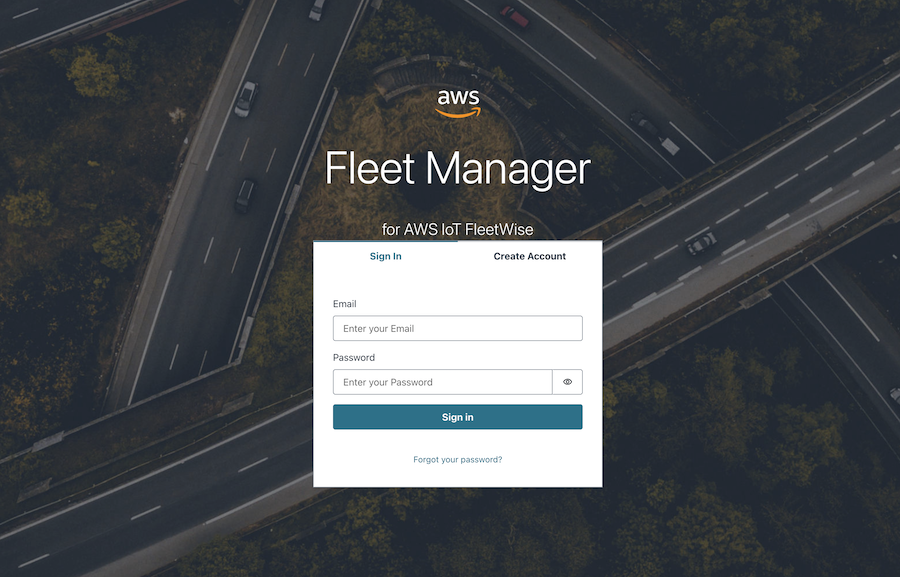 aws
Fleet Manager
for AWS IoT FleetWise
Sign In
Create Account
Email
Enter your Email
Password
Enter your Password
Sign in
Forgot your password?